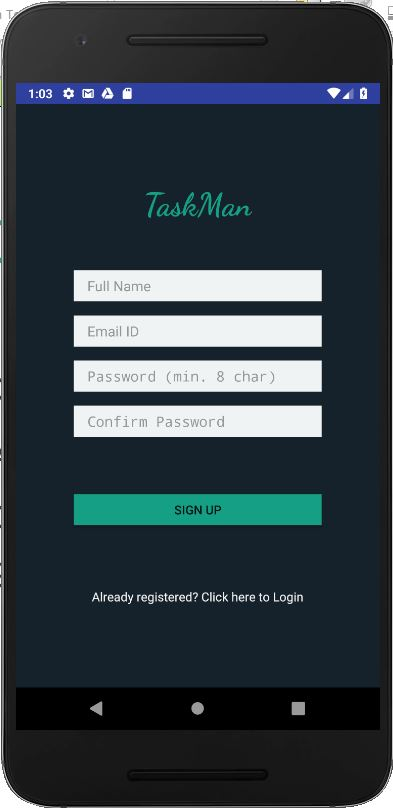 1:03
TaskMan
Full Name
Email ID
Password (min. 8 char)
Confirm Password
SIGN UP
Already registered? Click here to Login